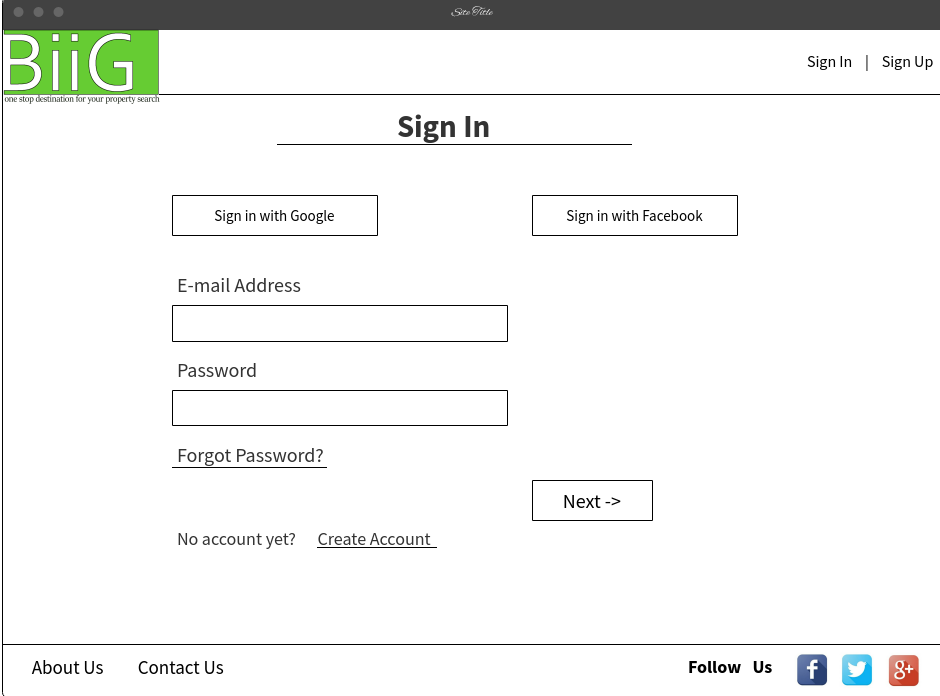 Site Title
BiiG
one stop destination for your property search
Sign In | Sign Up
Sign In
Sign in with Google
Sign in with Facebook
E-mail Address
Password
Forgot Password?
Next ->
No account yet? Create Account
About Us Contact Us Follow Us f g+